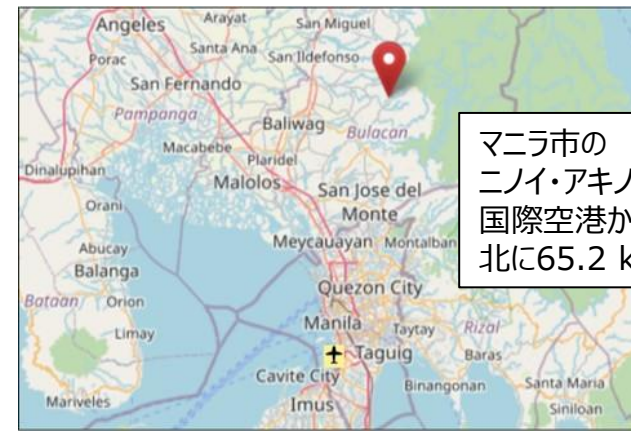 Angeles
Arayat
San Miguel
Porac
Santa Ana
San Ildefonso
San Fernando
Pampanga
Baliwag
Bulacan
Macabebe
Plaridel
Dinalupihan
Malolos
San Jose del
Monte
Orani
Meycauayan
Montalban
Abucay
Balanga
Quezon City
Bataan
Orion
Manila
Taytay
Rizal
Limay
Taguig
Baras
Cavite City
Binangonan
Santa Maria
Mariveles
Imus
Siniloan
マニラ市の
ニノイ・アキノ
国際空港か
北に65.2 k